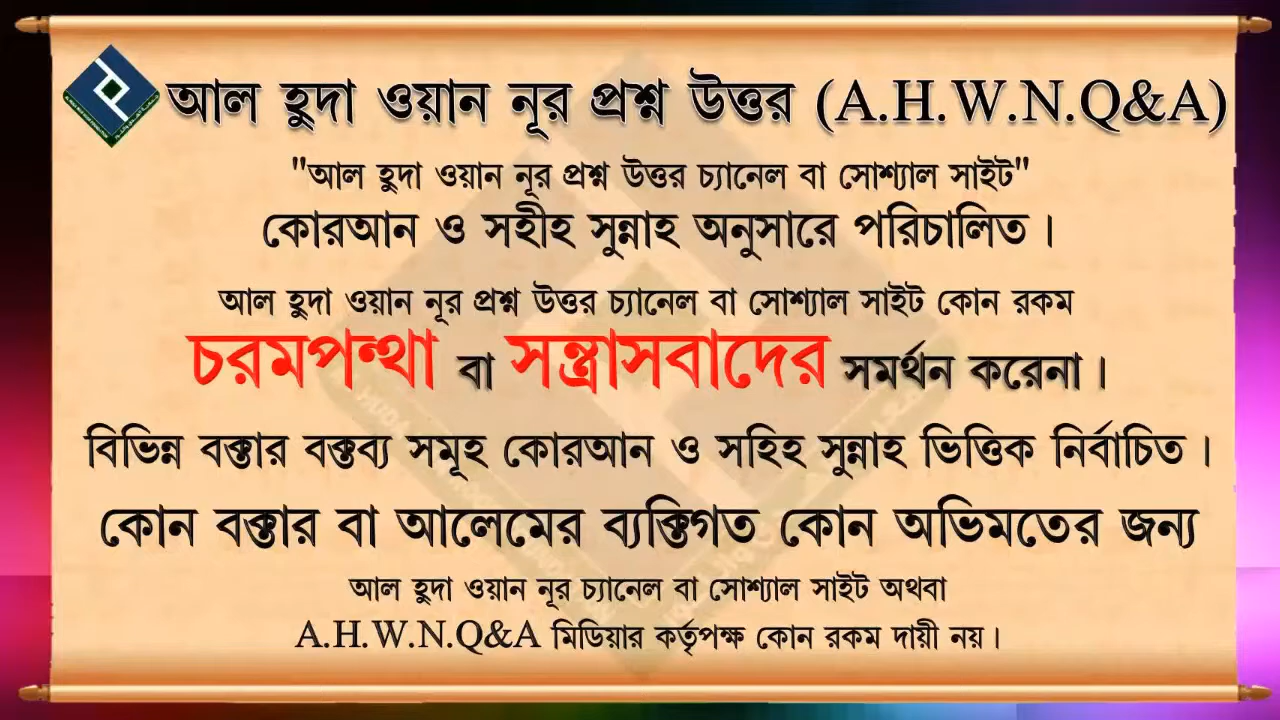 আল হুদা ওয়ান নূর প্রশ্ন উত্তর (A.H.W.N.Q&A)
"আল হুদা ওয়ান নূর প্রশ্ন উত্তর চ্যানেল বা সোশ্যাল সাইট"
কোরআন ও সহীহ সুন্নাহ অনুসারে পরিচালিত।
আল হুদা ওয়ান নূর প্রশ্ন উত্তর চ্যানেল বা সোশ্যাল সাইট কোন রকম
চরমপন্থা বা সন্ত্রাসবাদের সমর্থন করেনা।
বিভিন্ন বক্তার বক্তব্য সমূহ কোরআন ও সহিহ সুন্নাহ ভিত্তিক নির্বাচিত।
কোন বক্তার বা আলেমের ব্যক্তিগত কোন অভিমতের জন্য
আল হুদা ওয়ান নূর চ্যানেল বা সোশ্যাল সাইট অথবা
A.H.W.N.Q&A মিডিয়ার কর্তৃপক্ষ কোন রকম দায়ী নয়।